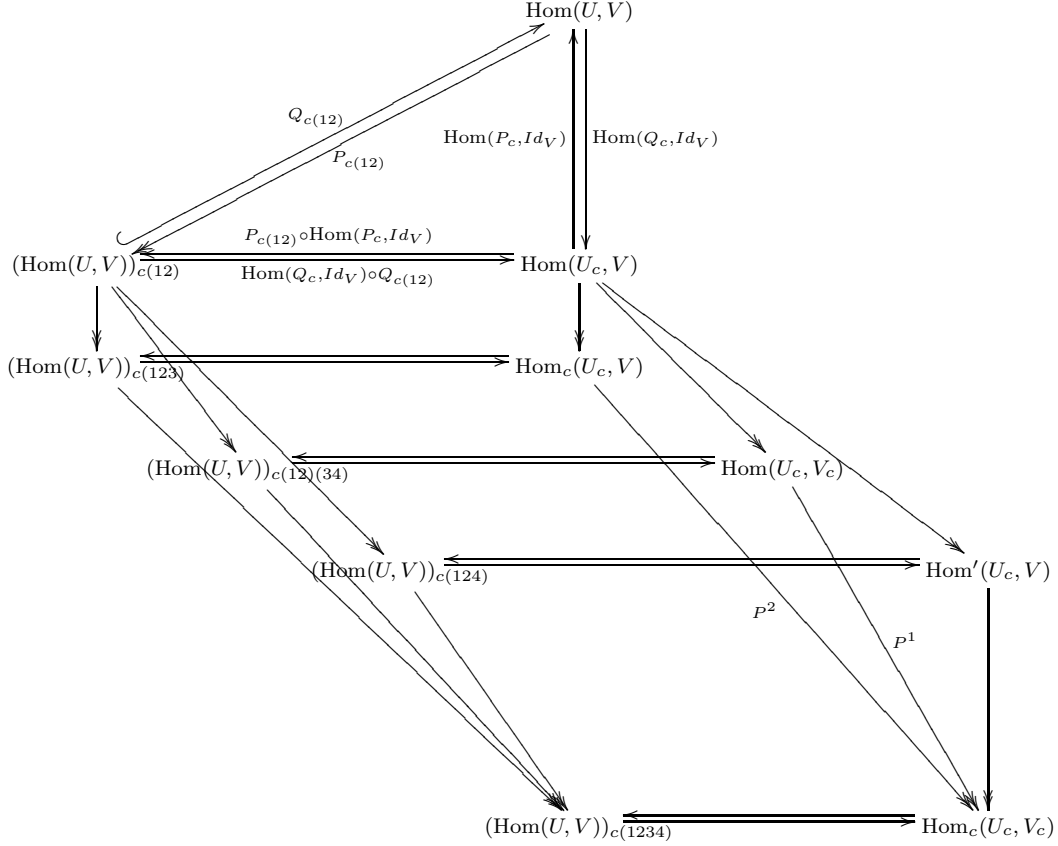 Hom(U, V)
Q_{c(12)}
P_{c(12)}
Hom(P_c,Id_V)
Hom(Q_c,Id_V)
P_{c(12)}∘Hom(P_c,Id_V)
(Hom(U, V))_{c(12)}
Hom(U_c, V)
Hom(Q_c,Id_V)∘Q_{c(12)}
(Hom(U, V))_{c(123)}
Hom_c(U_c, V)
(Hom(U, V))_{c(12)(34)}
Hom(U_c, V_c)
(Hom(U, V))_{c(124)}
Hom′(U_c, V)
P^2
P^1
(Hom(U, V))_{c(1234)}
Hom_c(U_c, V_c)